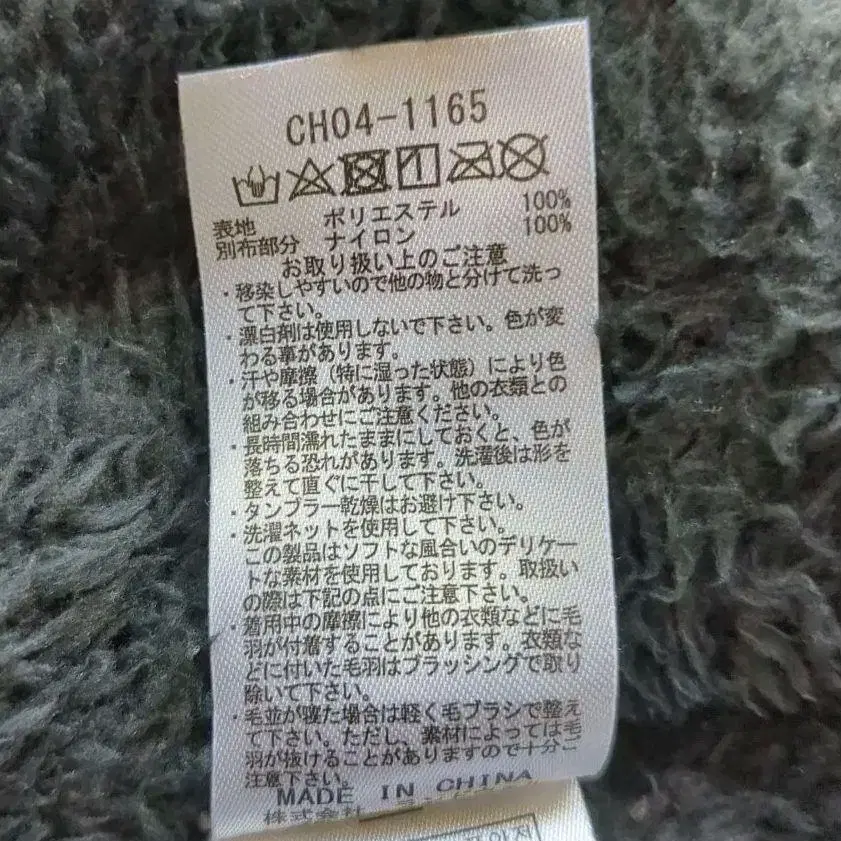 CH04-1165
表地 ポリエステル 100%
別布部分 ナイロン 100%
お取り扱い上のご注意
・移染しやすいので他の物と分けて洗っ
て下さい。
・漂白剤は使用しないで下さい。色が変
わる事があります。
・汗や摩擦（特に湿った状態）により色
が移る場合があります。他の衣類との
組み合わせにご注意ください。
・長時間濡れたままにしておくと、色が
落ちる恐れがあります。洗濯後は形を
整えて直ぐに干して下さい。
・タンブラー乾燥はお避け下さい。
・洗濯ネットを使用して下さい。
この製品はソフトな風合いのデリケー
トな素材を使用しております。取扱い
の際は下記の点にご注意下さい。
・着用中の摩擦により他の衣類などに毛
羽が付着することがあります。衣類な
どに付いた毛羽はブラッシングで取り
除いて下さい。
・毛並が寝た場合は軽く毛ブラシで整え
て下さい。ただし、素材によっては毛
羽が抜けることがありますので十分ご
注意下さい。
MADE IN CHINA
株式会社